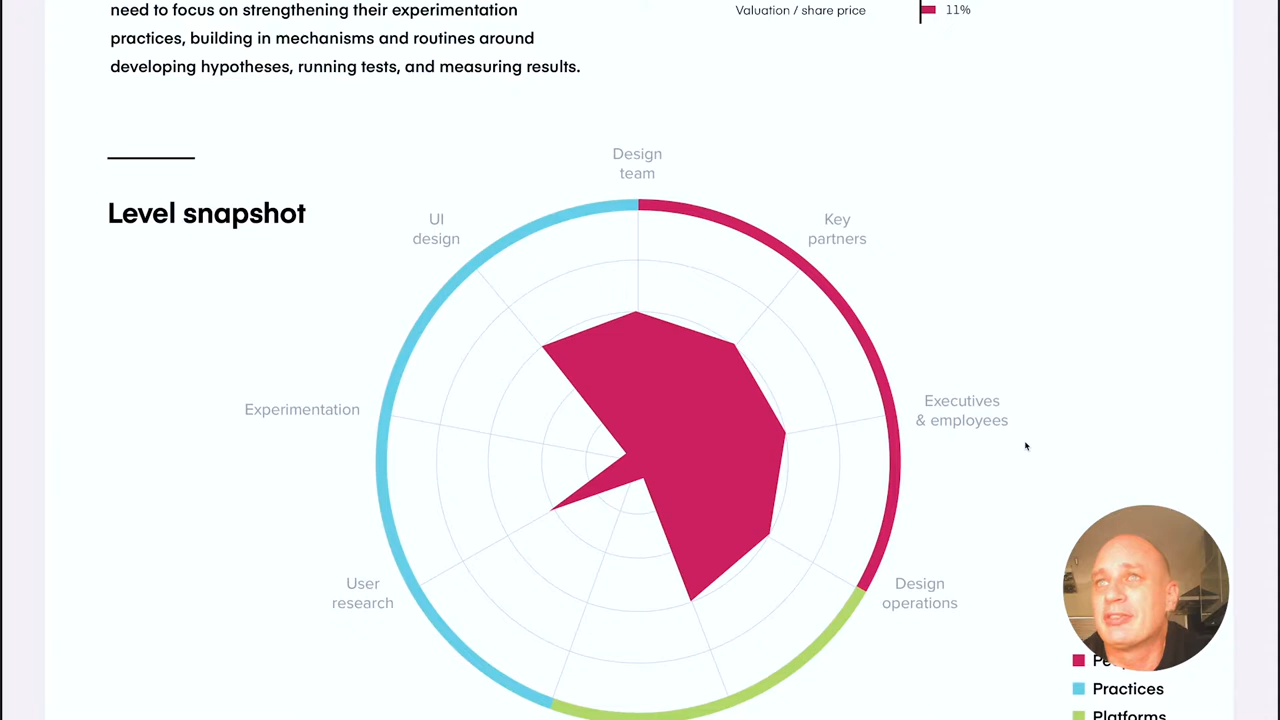 need to focus on strengthening their experimentation
practices, building in mechanisms and routines around
developing hypotheses, running tests, and measuring results.
Valuation / share price
11%
Level snapshot
Design
team
UI
design
Key
partners
Experimentation
Executives
& employees
User
research
Design
operations
Practices
Platforms